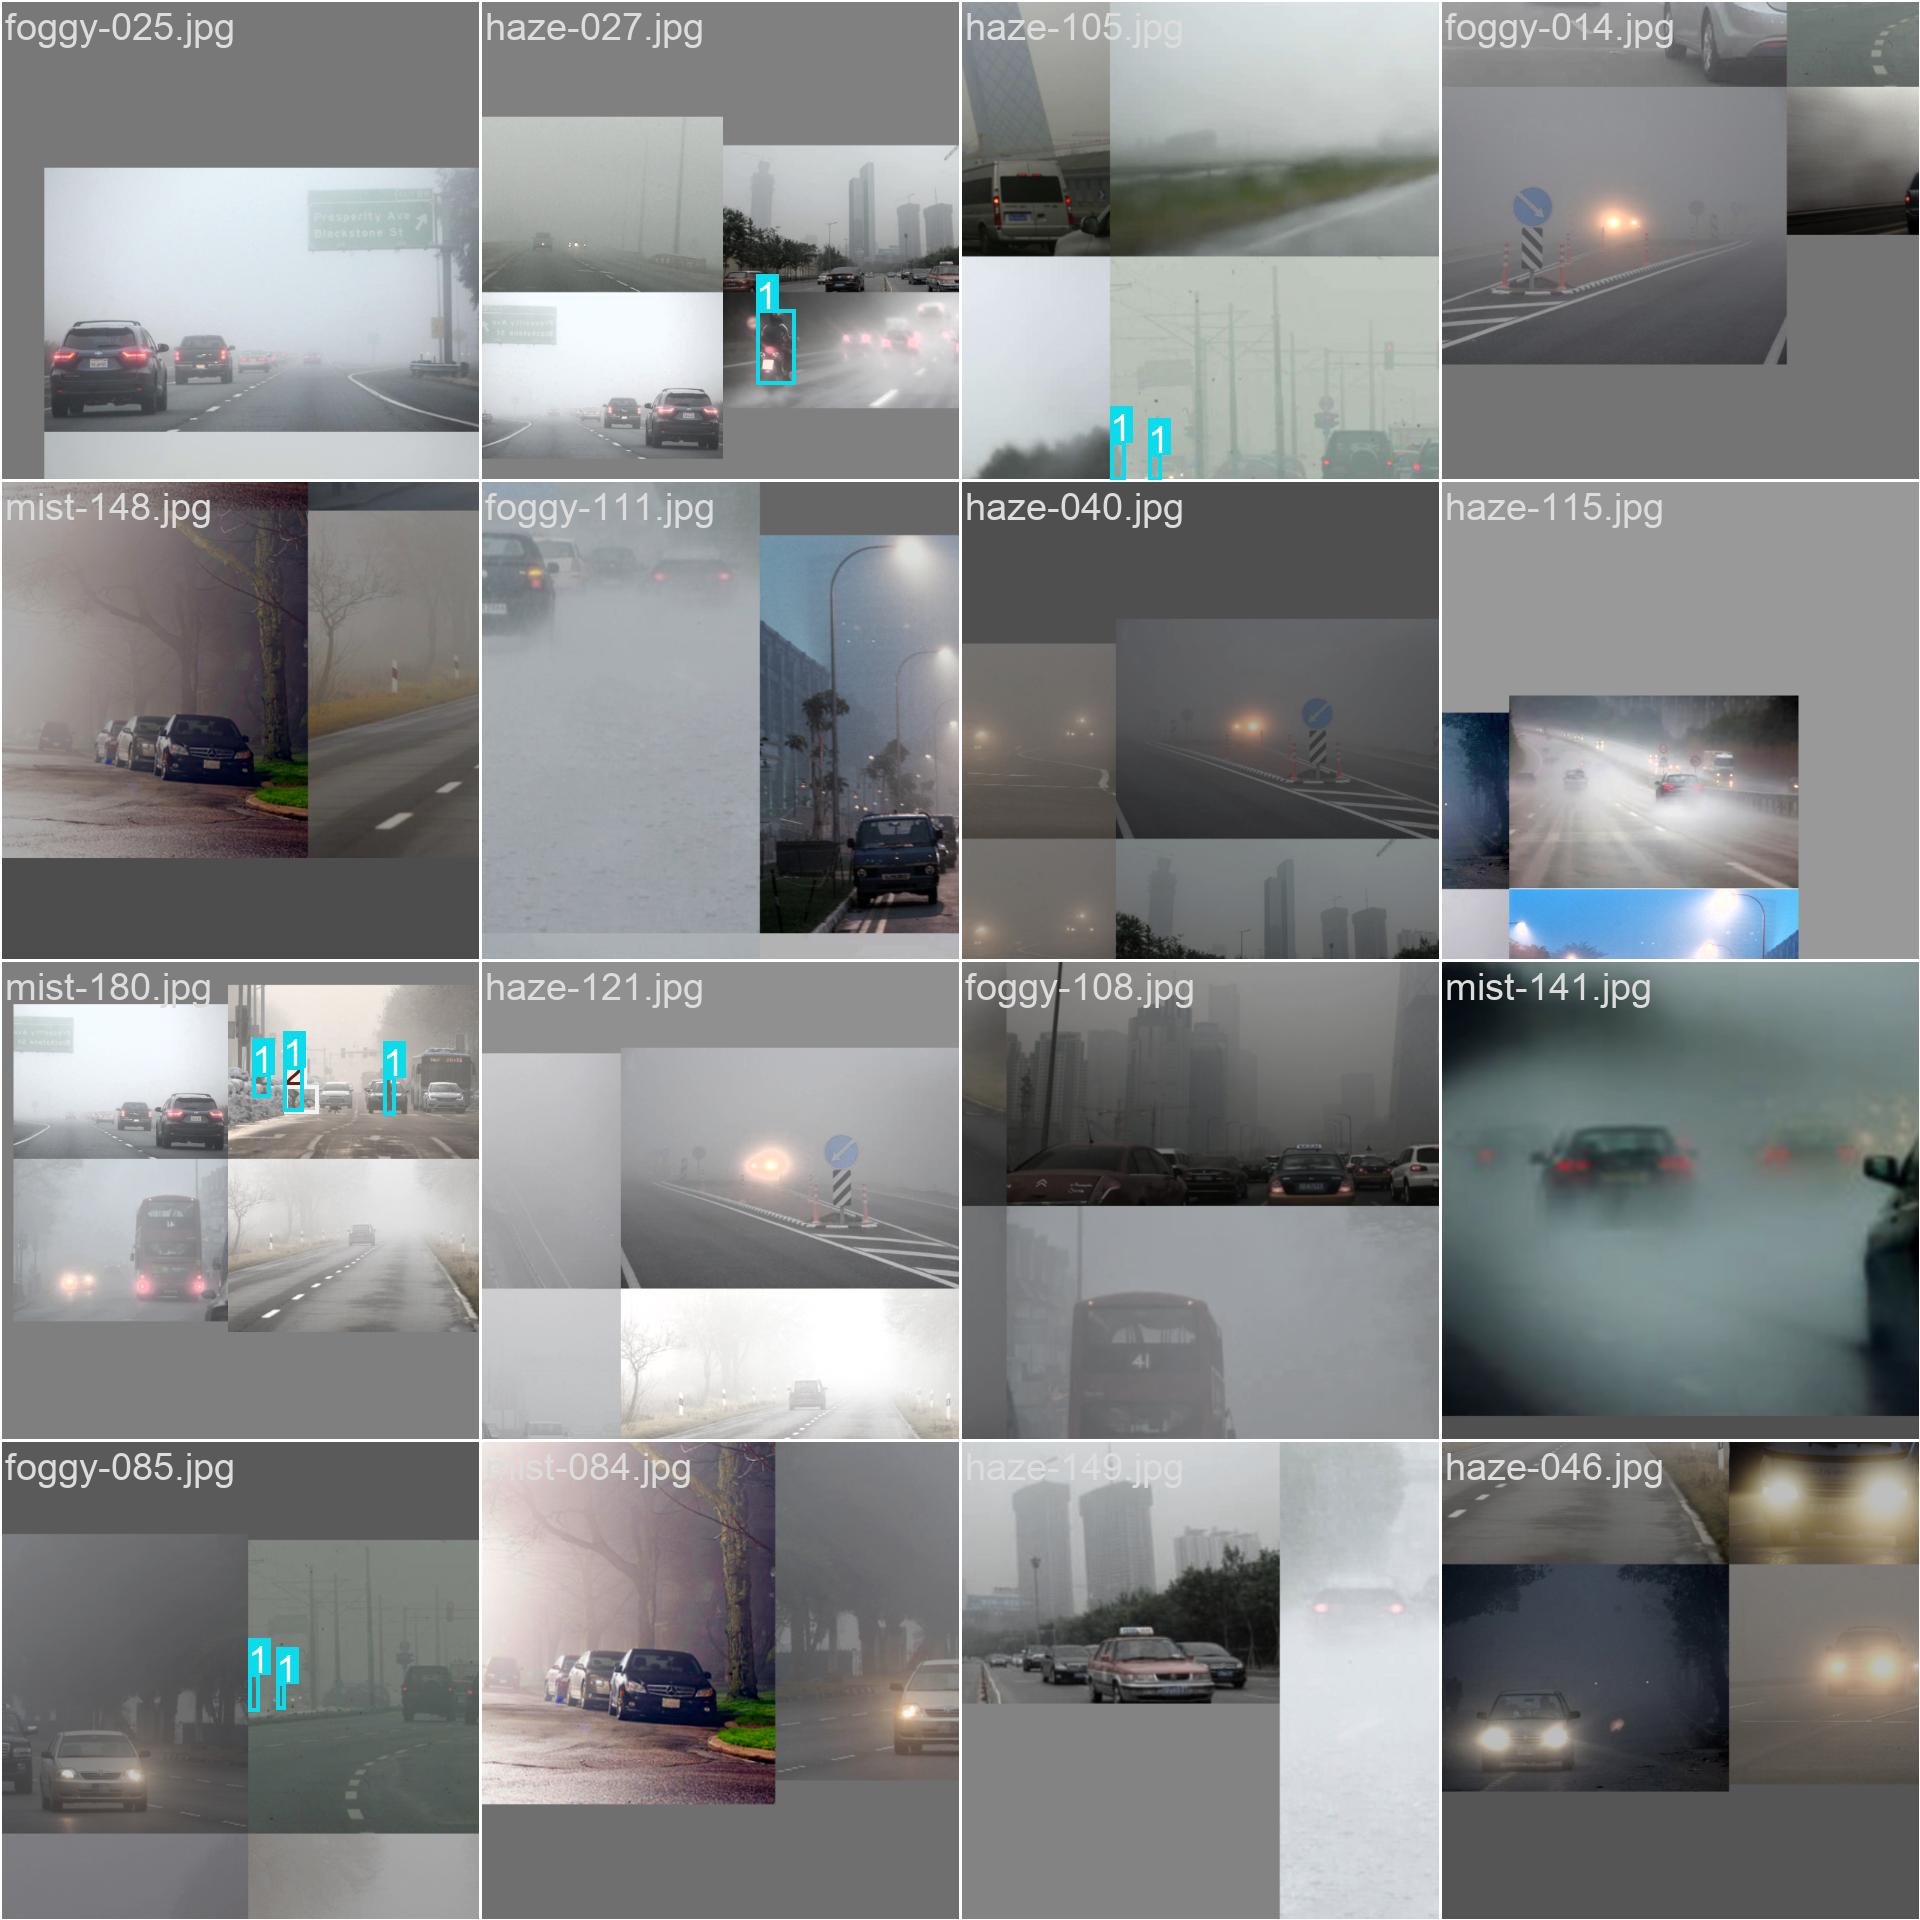 foggy-025.jpg
haze-027.jpg
haze-105.jpg
foggy-014.jpg
Prosperity Ave
Blackstone St
1
1
1
mist-148.jpg
foggy-111.jpg
haze-040.jpg
haze-115.jpg
mist-180.jpg
haze-121.jpg
foggy-108.jpg
mist-141.jpg
1
1
1
41
foggy-085.jpg
mist-084.jpg
haze-149.jpg
haze-046.jpg
1
1